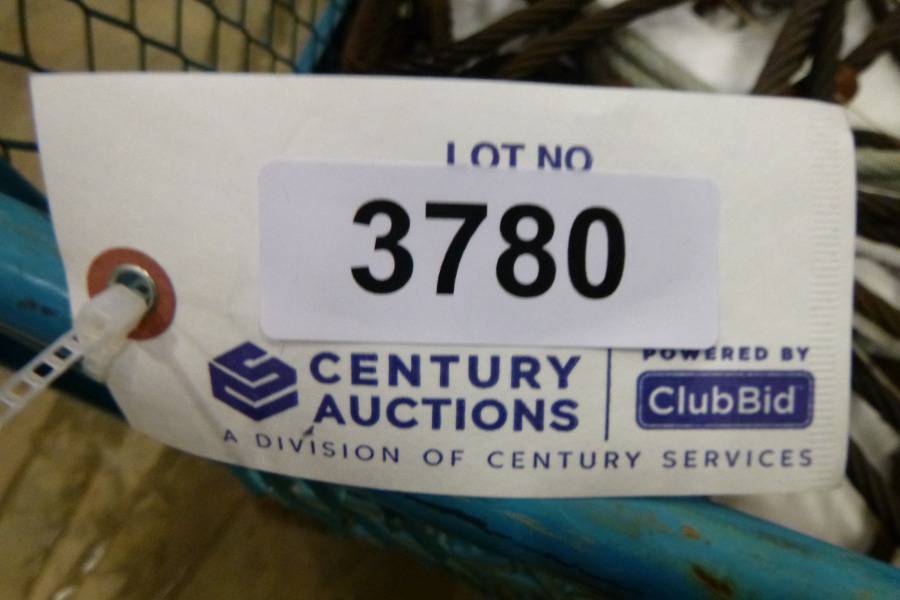 LOT NO
3780
CENTURY
AUCTIONS
A DIVISION OF CENTURY SERVICES
POWERED BY
ClubBid